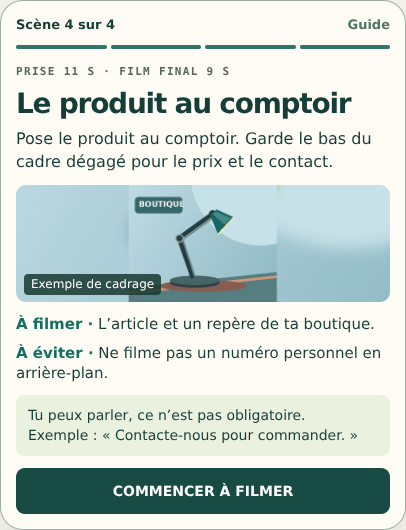 Scène 4 sur 4
Guide
PRISE 11 S · FILM FINAL 9 S
Le produit au comptoir
Pose le produit au comptoir. Garde le bas du
cadre dégagé pour le prix et le contact.
BOUTIQUE
Exemple de cadrage
À filmer · L’article et un repère de ta boutique.
À éviter · Ne filme pas un numéro personnel en
arrière-plan.
Tu peux parler, ce n’est pas obligatoire.
Exemple : « Contacte-nous pour commander. »
COMMENCER À FILMER